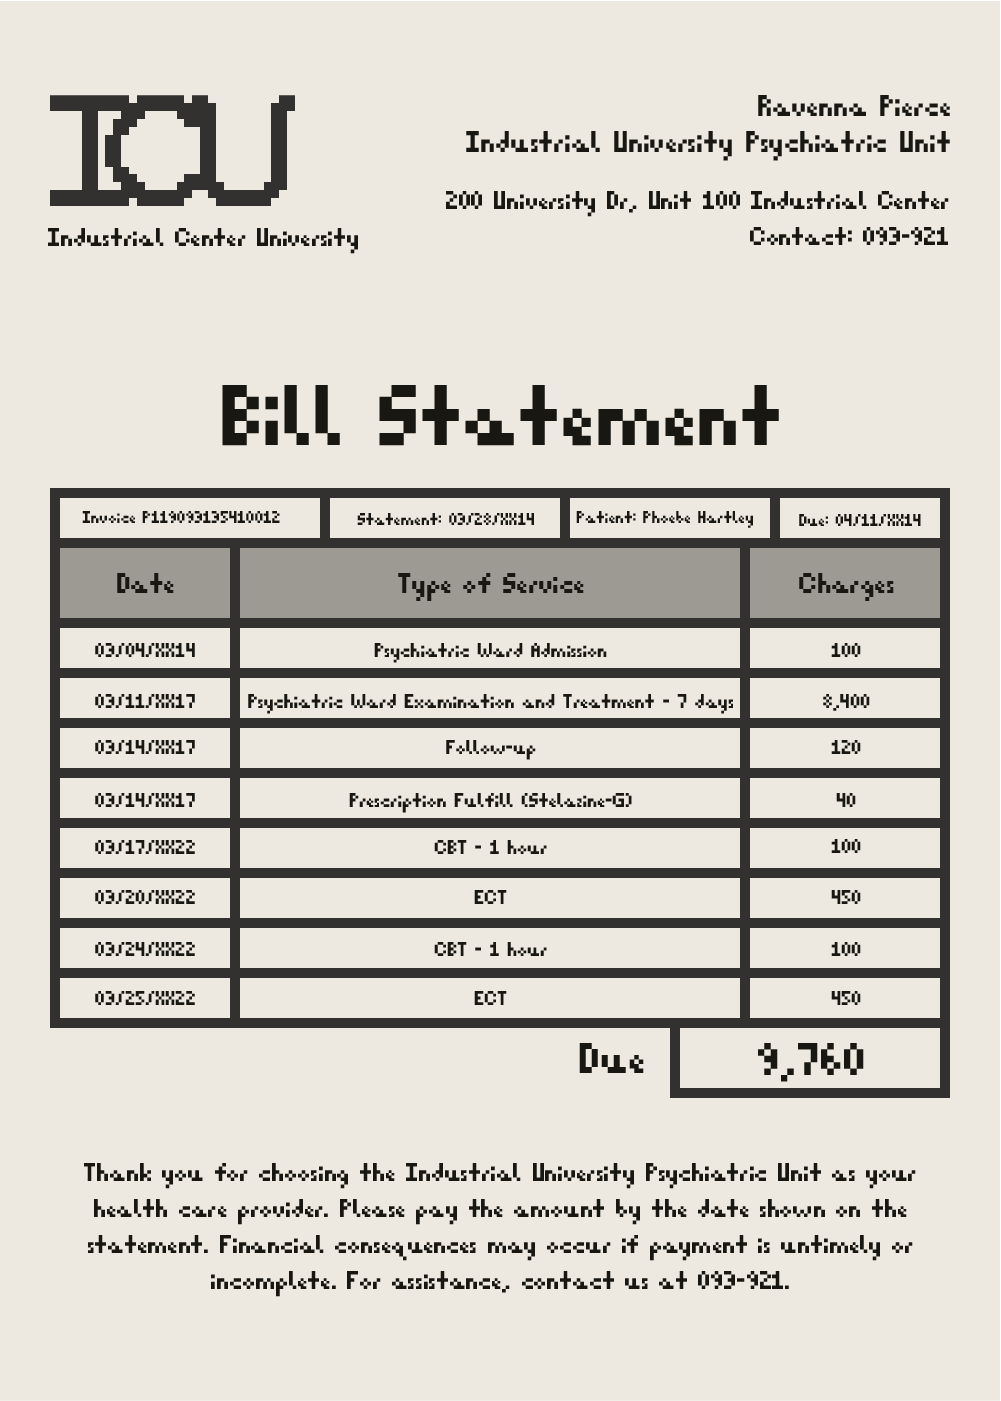 ICU
Industrial Center University
Ravenna Pierce
Industrial University Psychiatric Unit
200 University Dr, Unit 100 Industrial Center
Contact: 093-921
Bill Statement
Invoice P119093135410012 Statement: 03/28/XX14 Patient: Phoebe Hartley Due: 04/11/XX14
Date Type of Service Charges
03/04/XX14 Psychiatric Ward Admission 100
03/11/XX17 Psychiatric Ward Examination and Treatment - 7 days 8,400
03/14/XX17 Follow-up 120
03/14/XX17 Prescription Fulfill (Stelazine-G) 40
03/17/XX22 CBT - 1 hour 100
03/20/XX22 ECT 450
03/24/XX22 CBT - 1 hour 100
03/25/XX22 ECT 450
Due 9,760
Thank you for choosing the Industrial University Psychiatric Unit as your
health care provider. Please pay the amount by the date shown on the
statement. Financial consequences may occur if payment is untimely or
incomplete. For assistance, contact us at 093-921.